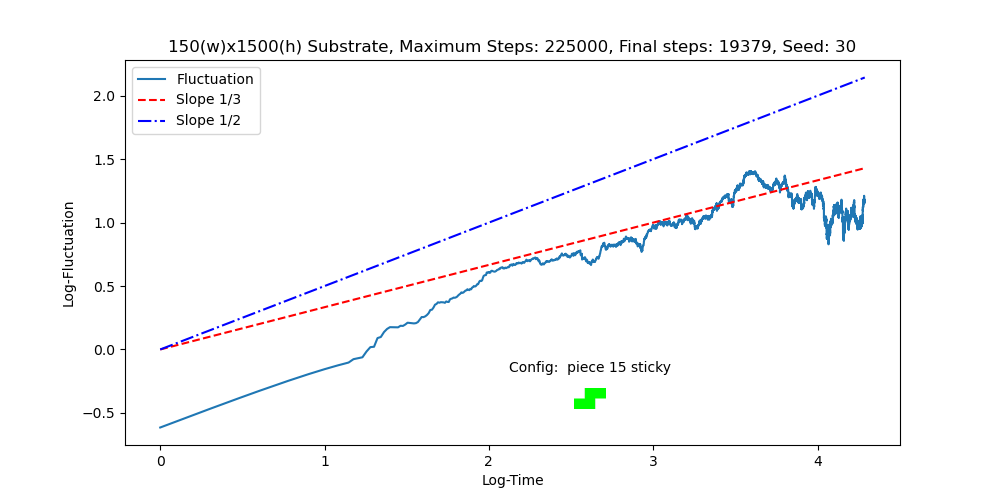 150(w)x1500(h) Substrate, Maximum Steps: 225000, Final steps: 19379, Seed: 30
Fluctuation
Slope 1/3
Slope 1/2
2.0
1.5
1.0
0.5
0.0
−0.5
Log-Fluctuation
Config:  piece 15 sticky
0 1 2 3 4
Log-Time